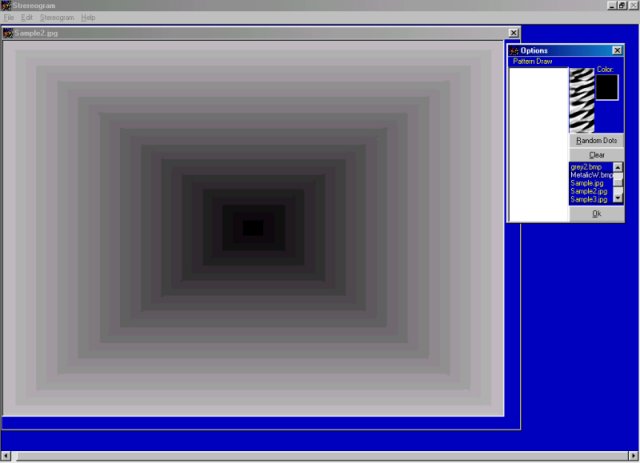 Strereogram
File Edit Stereogram Help
Sample2.jpg
Options
Pattern Draw
Color:
Random Dots
Clear
grey2.bmp
MetalicW.bmp
Sample.jpg
Sample2.jpg
Sample3.jpg
Ok